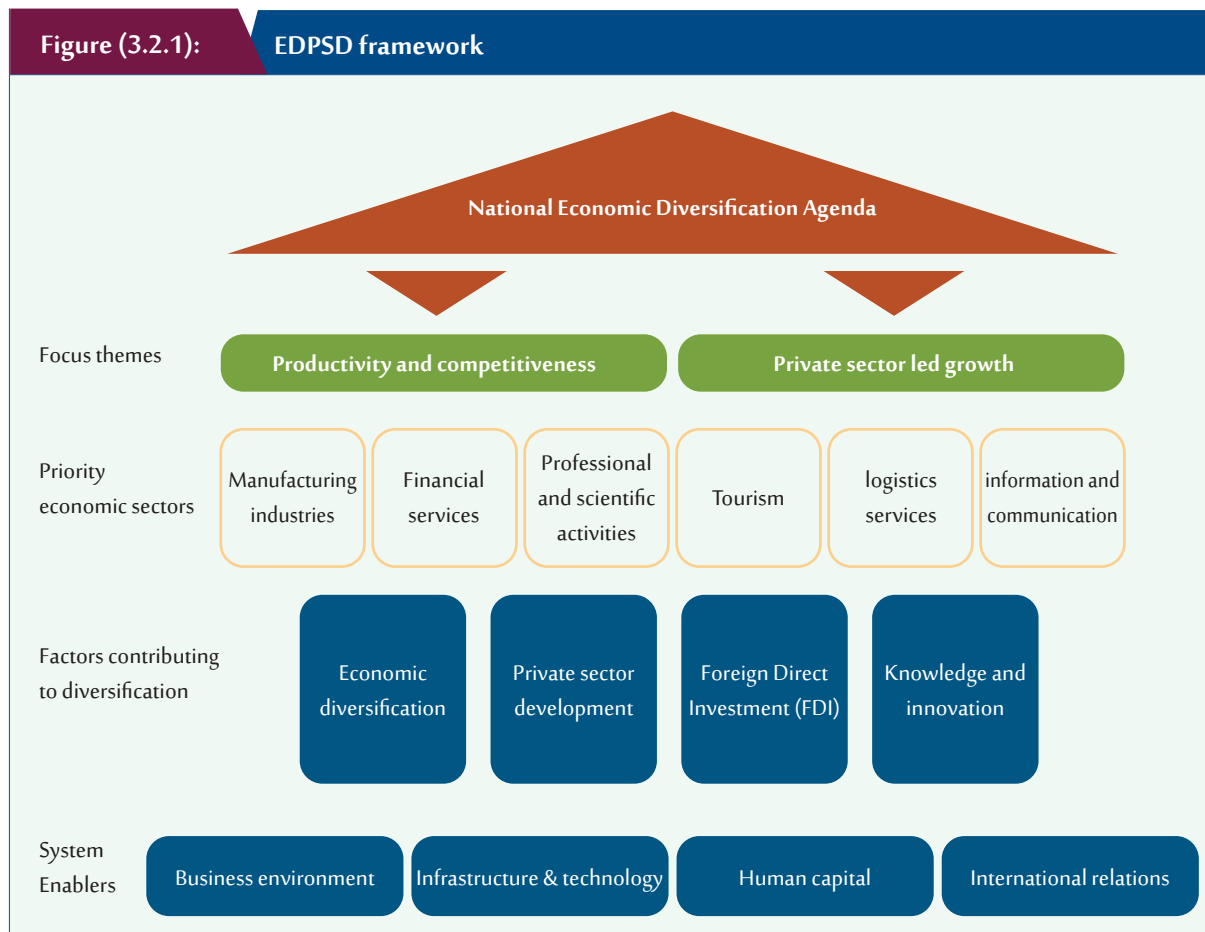 Figure (3.2.1):
EDPSD framework
National Economic Diversification Agenda
Focus themes
Productivity and competitiveness
Private sector led growth
Priority
economic sectors
Manufacturing
industries
Financial
services
Professional
and scientific
activities
Tourism
logistics
services
information and
communication
Factors contributing
to diversification
Economic
diversification
Private sector
development
Foreign Direct
Investment (FDI)
Knowledge and
innovation
System
Enablers
Business environment
Infrastructure & technology
Human capital
International relations